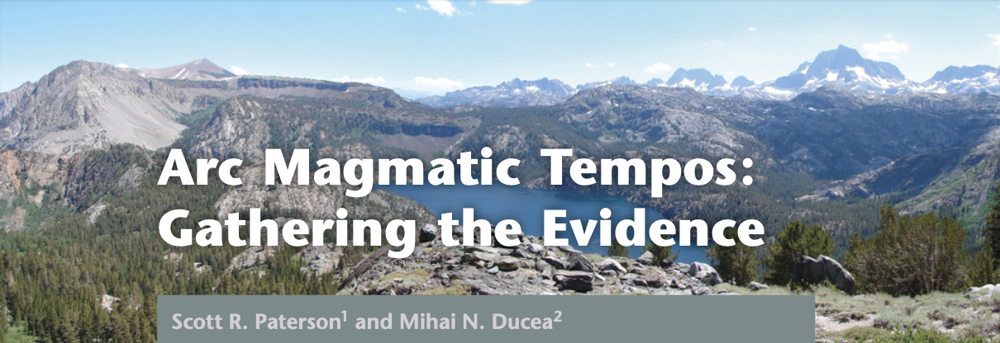 Arc Magmatic Tempos:
Gathering the Evidence
Scott R. Paterson¹ and Mihai N. Ducea²